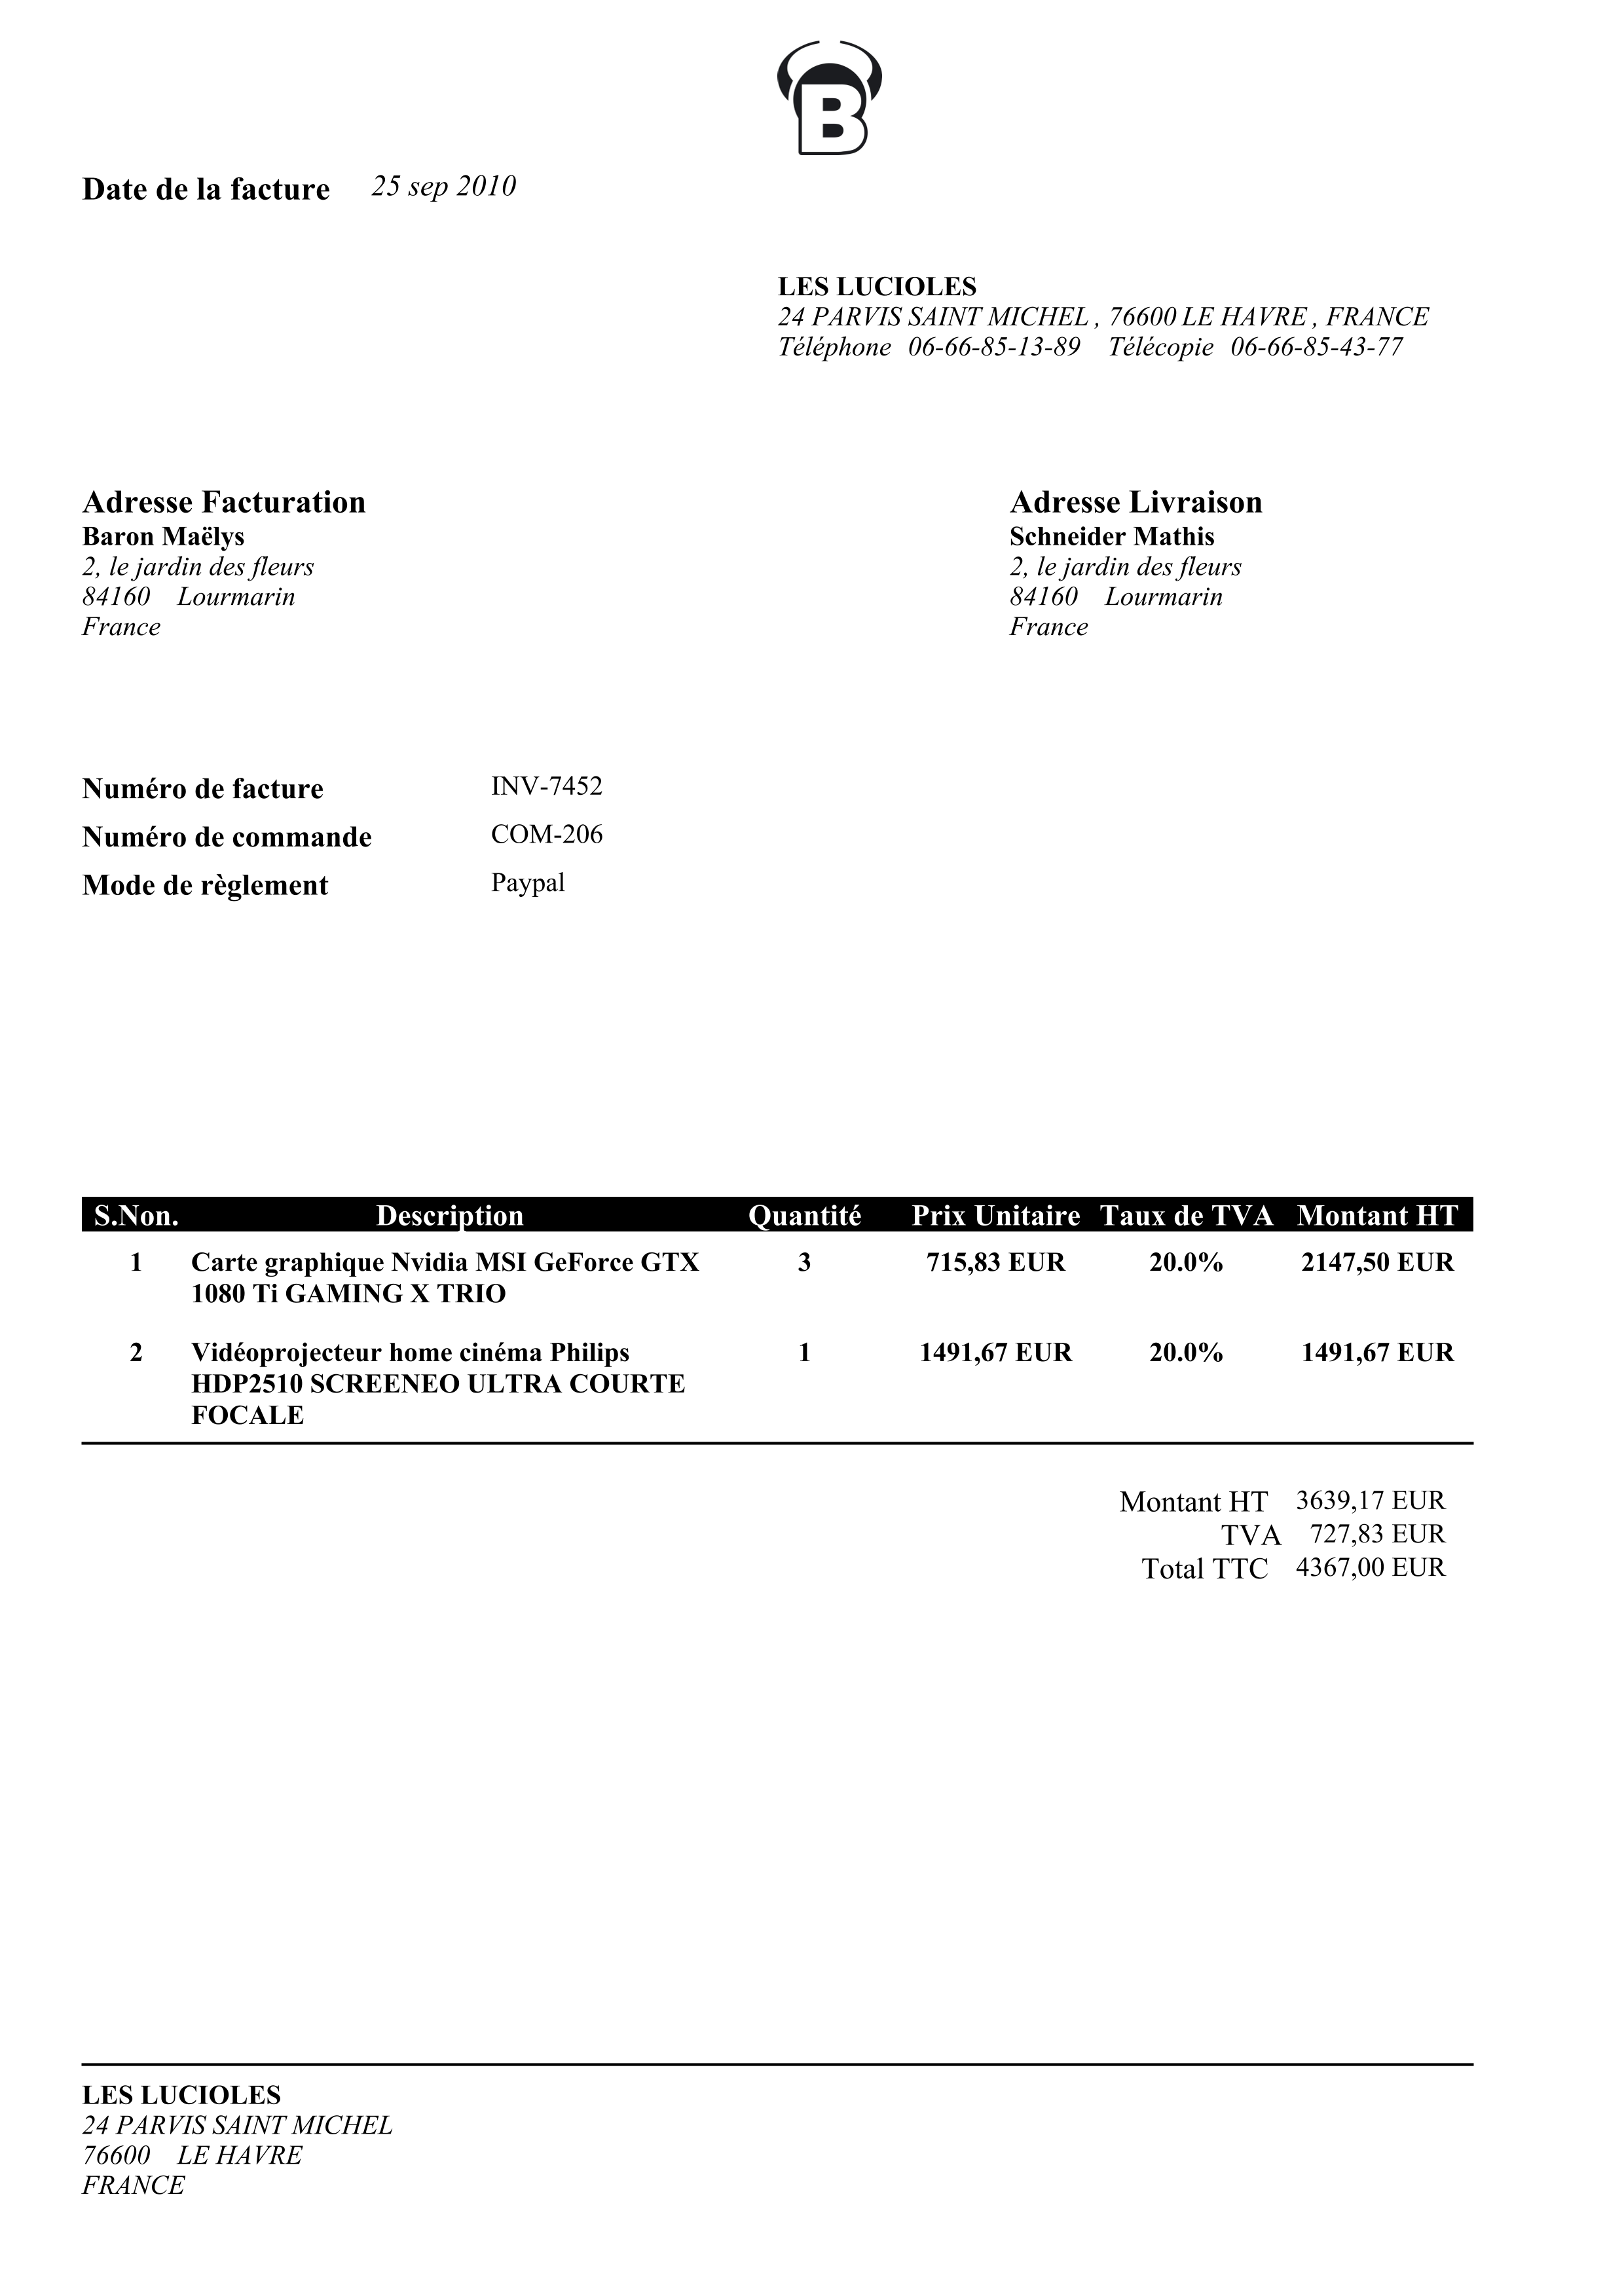 B
Date de la facture 25 sep 2010
LES LUCIOLES
24 PARVIS SAINT MICHEL , 76600 LE HAVRE , FRANCE
Téléphone 06-66-85-13-89 Télécopie 06-66-85-43-77
Adresse Facturation
Baron Maëlys
2, le jardin des fleurs
84160 Lourmarin
France
Adresse Livraison
Schneider Mathis
2, le jardin des fleurs
84160 Lourmarin
France
Numéro de facture INV-7452
Numéro de commande COM-206
Mode de règlement Paypal
S.Non. Description Quantité Prix Unitaire Taux de TVA Montant HT
1 Carte graphique Nvidia MSI GeForce GTX 3 715,83 EUR 20.0% 2147,50 EUR
1080 Ti GAMING X TRIO
2 Vidéoprojecteur home cinéma Philips 1 1491,67 EUR 20.0% 1491,67 EUR
HDP2510 SCREENEO ULTRA COURTE
FOCALE
Montant HT 3639,17 EUR
TVA 727,83 EUR
Total TTC 4367,00 EUR
LES LUCIOLES
24 PARVIS SAINT MICHEL
76600 LE HAVRE
FRANCE